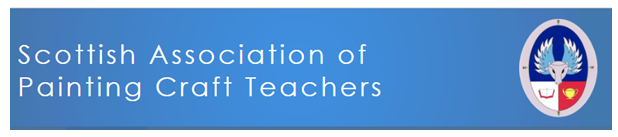 Scottish Association of
Painting Craft Teachers